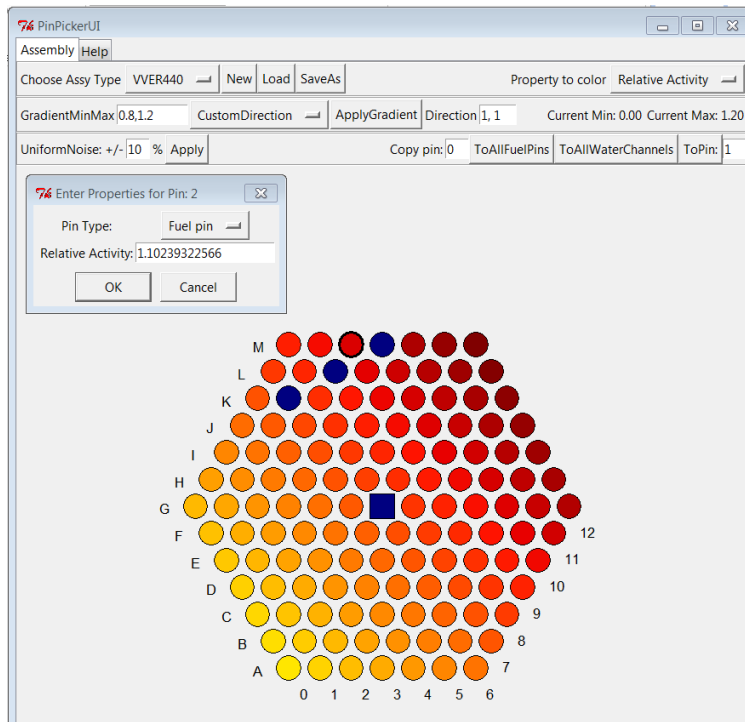 PinPickerUI
Assembly Help
Choose Assy Type VVER440 New Load SaveAs Property to color Relative Activity
GradientMinMax 0.8,1.2 CustomDirection ApplyGradient Direction 1, 1 Current Min: 0.00 Current Max: 1.20
UniformNoise: +/- 10 % Apply Copy pin: 0 ToAllFuelPins ToAllWaterChannels ToPin: 1
Enter Properties for Pin: 2
Pin Type: Fuel pin
Relative Activity: 1.10239322566
OK Cancel
M
L
K
J
I
H
G
F 12
E 11
D 10
C 9
B 8
A 7
0 1 2 3 4 5 6